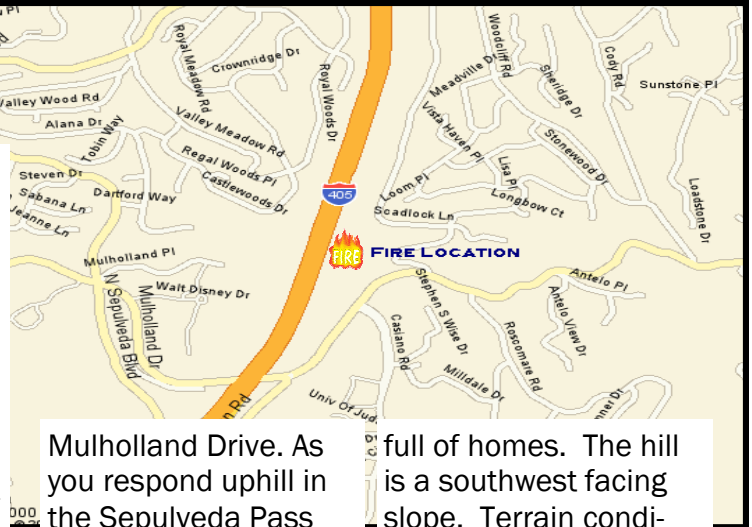 Royal Meadow Rd
Crownridge Dr
Royal Woods Dr
Valley Wood Rd
Alana Dr
Tobin Way
Valley Meadow Rd
Regal Woods Pl
Castlewoods Dr
Steven Dr
Sabana Ln
Jeanne Ln
Dartford Way
Mulholland Pl
Walt Disney Dr
N Sepulveda Blvd
Mulholland Dr
405
FIRE
FIRE LOCATION
Woodcliff Rd
Meadville Dr
Sheridge Dr
Cody Rd
Sunstone Pl
Vista Haven Pl
Stonewood Dr
Lisa Pl
Loom Pl
Longbow Ct
Scadlock Ln
Loadstone Dr
Antelo Pl
Stephen S Wise Dr
Antelo View Dr
Casiano Rd
Roscomare Rd
Milldale Dr
Rd
Mulholland Drive. As
you respond uphill in
the Sepulveda Pass
full of homes. The hill
is a southwest facing
slope. Terrain condi-